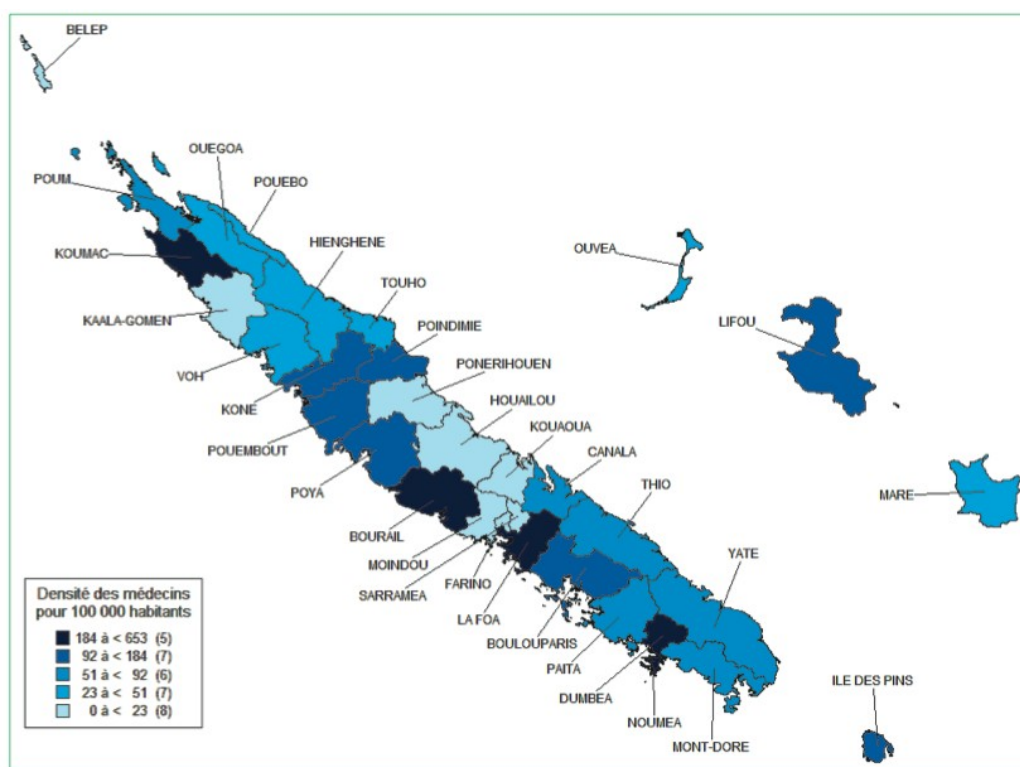 BELEP
OUEGOA
POUM
POUEBO
KOUMAC
HIENGHENE
OUVEA
TOUHO
KAALA-GOMEN
LIFOU
POINDIMIE
VOH
PONERIHOUEN
KONE
HOUAILOU
POUEMBOUT
KOUAOUA
CANALA
POYA
THIO
MARE
BOURAIL
YATE
MOINDOU
FARINO
SARRAMEA
LA FOA
BOULOUPARIS
PAITA
DUMBEA
ILE DES PINS
NOUMEA
MONT-DORE
Densité des médecins
pour 100 000 habitants
184 à < 653 (5)
92 à < 184 (7)
51 à < 92 (6)
23 à < 51 (7)
0 à < 23 (8)